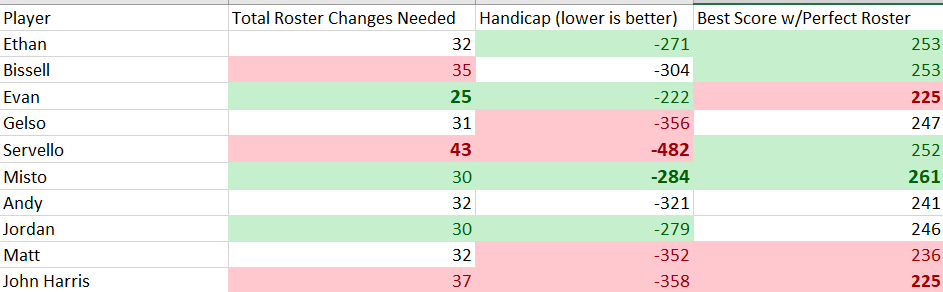 Player Total Roster Changes Needed Handicap (lower is better) Best Score w/Perfect Roster
Ethan 32 -271 253
Bissell 35 -304 253
Evan 25 -222 225
Gelso 31 -356 247
Servello 43 -482 252
Misto 30 -284 261
Andy 32 -321 241
Jordan 30 -279 246
Matt 32 -352 236
John Harris 37 -358 225